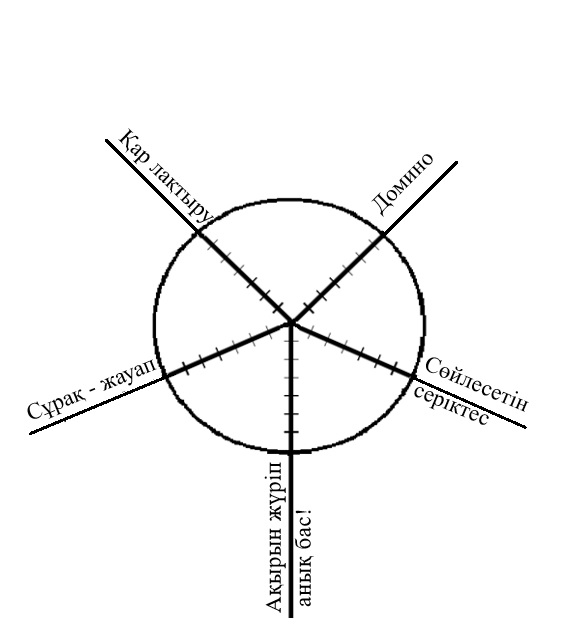 Қар лақтыру
Домино
Сұрақ - жауап
Сөйлесетін
серіктес
Ақырын жүріп
анық бас!